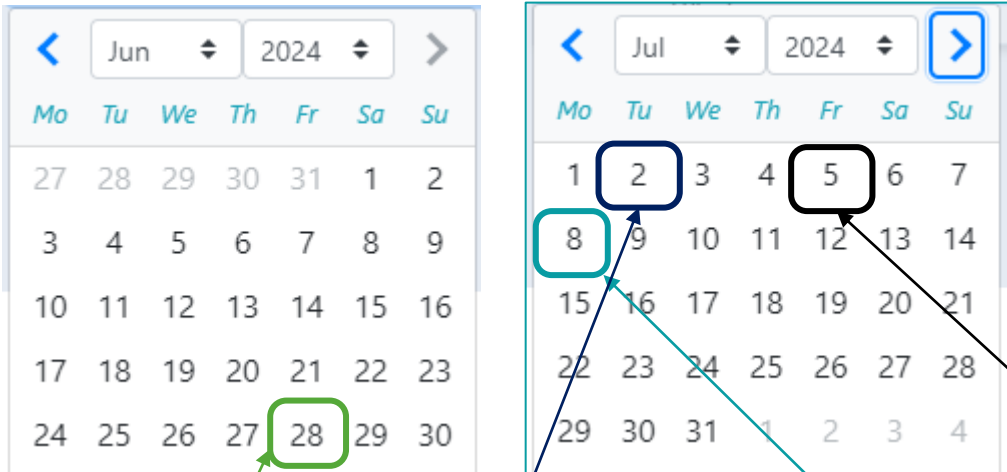 Jun 2024
Mo Tu We Th Fr Sa Su
27 28 29 30 31 1 2
3 4 5 6 7 8 9
10 11 12 13 14 15 16
17 18 19 20 21 22 23
24 25 26 27 28 29 30
Jul 2024
Mo Tu We Th Fr Sa Su
1 2 3 4 5 6 7
8 9 10 11 12 13 14
15 16 17 18 19 20 21
22 23 24 25 26 27 28
29 30 31 1 2 3 4